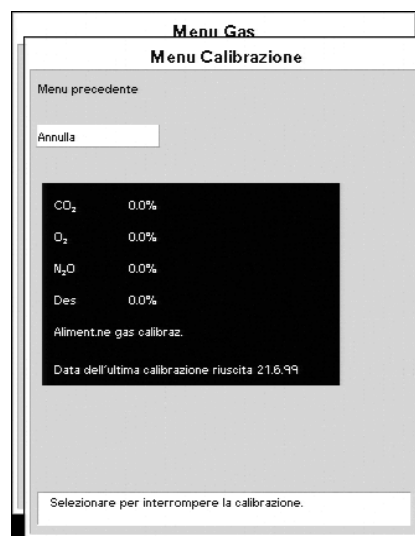 Menu Gas
Menu Calibrazione
Menu precedente
Annulla
CO₂ 0.0%
O₂ 0.0%
N₂O 0.0%
Des 0.0%
Aliment.ne gas calibraz.
Data dell'ultima calibrazione riuscita 21.6.99
Selezionare per interrompere la calibrazione.